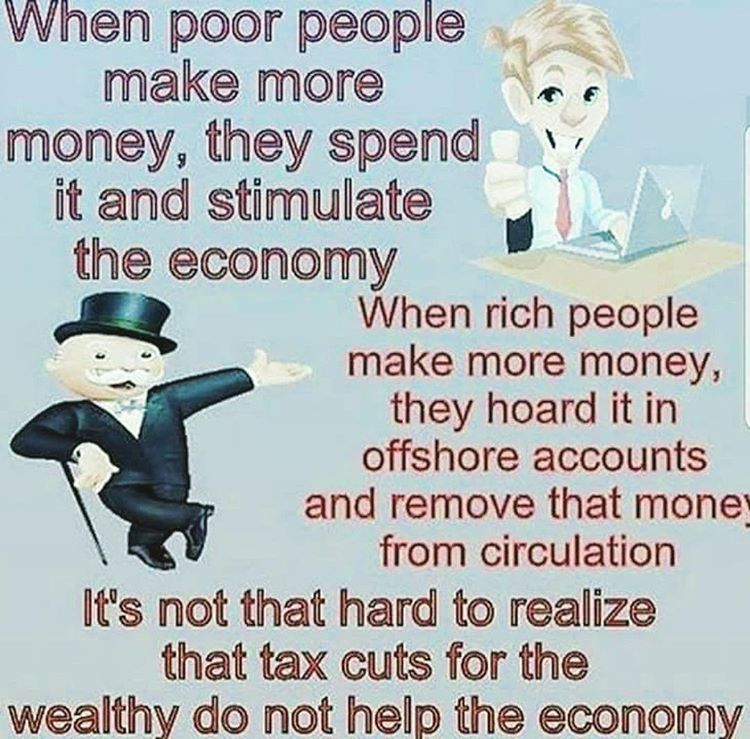 When poor people
make more
money, they spend
it and stimulate
the economy
When rich people
make more money,
they hoard it in
offshore accounts
and remove that money
from circulation
It's not that hard to realize
that tax cuts for the
wealthy do not help the economy